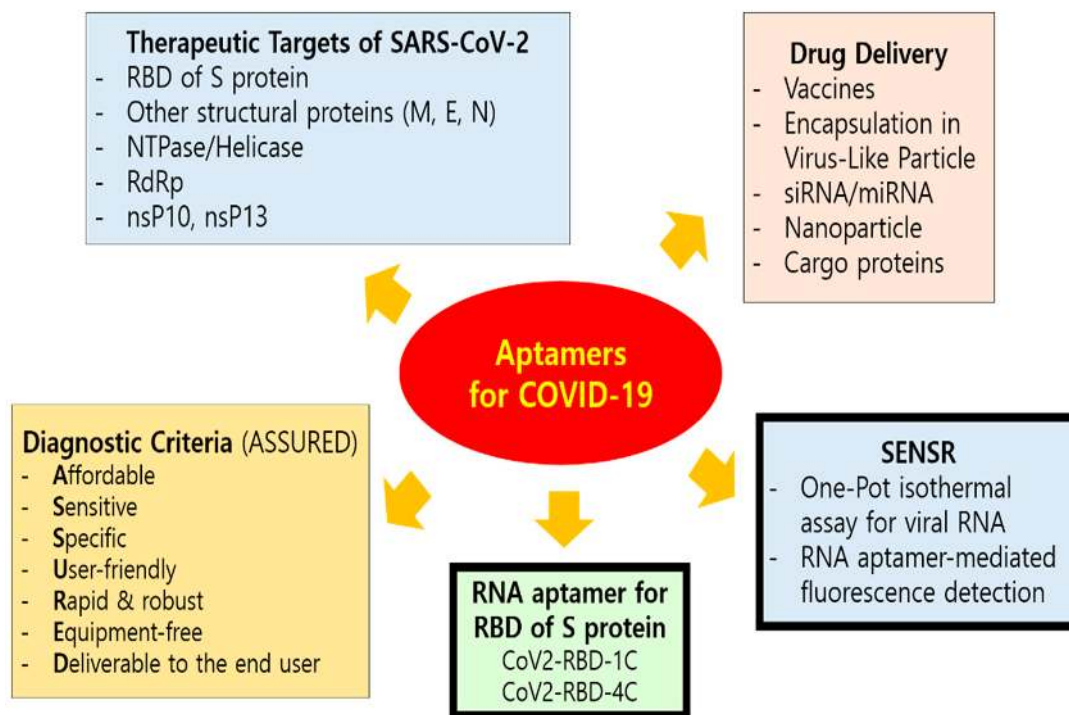 Therapeutic Targets of SARS-CoV-2
- RBD of S protein
- Other structural proteins (M, E, N)
- NTPase/Helicase
- RdRp
- nsP10, nsP13
Drug Delivery
- Vaccines
- Encapsulation in
Virus-Like Particle
- siRNA/miRNA
- Nanoparticle
- Cargo proteins
Aptamers
for COVID-19
Diagnostic Criteria (ASSURED)
- Affordable
- Sensitive
- Specific
- User-friendly
- Rapid & robust
- Equipment-free
- Deliverable to the end user
RNA aptamer for
RBD of S protein
CoV2-RBD-1C
CoV2-RBD-4C
SENSR
- One-Pot isothermal
assay for viral RNA
- RNA aptamer-mediated
fluorescence detection